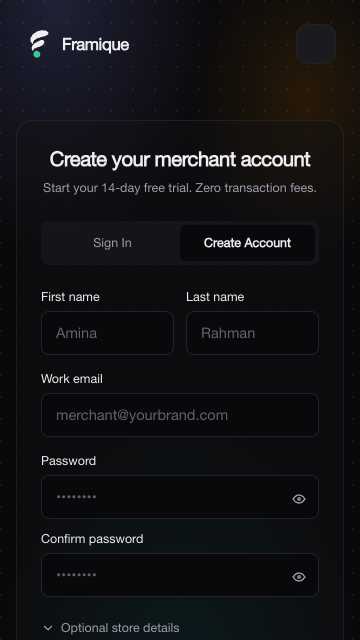 Framique
Create your merchant account
Start your 14-day free trial. Zero transaction fees.
Sign In
Create Account
First name
Last name
Amina
Rahman
Work email
merchant@yourbrand.com
Password
••••••••
Confirm password
••••••••
Optional store details